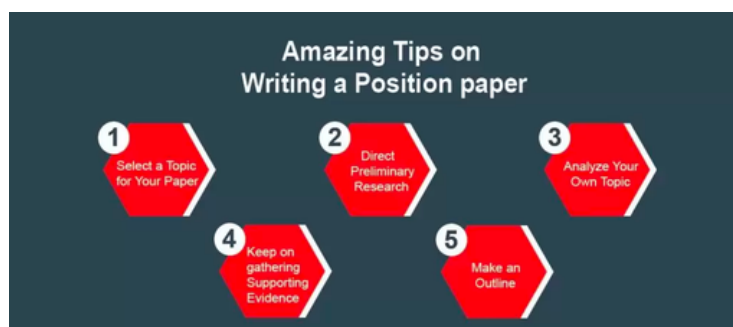 Amazing Tips on
Writing a Position paper
1
Select a Topic
for Your Paper
2
Direct
Preliminary
Research
3
Analyze Your
Own Topic
4
Keep on
gathering
Supporting
Evidence
5
Make an
Outline